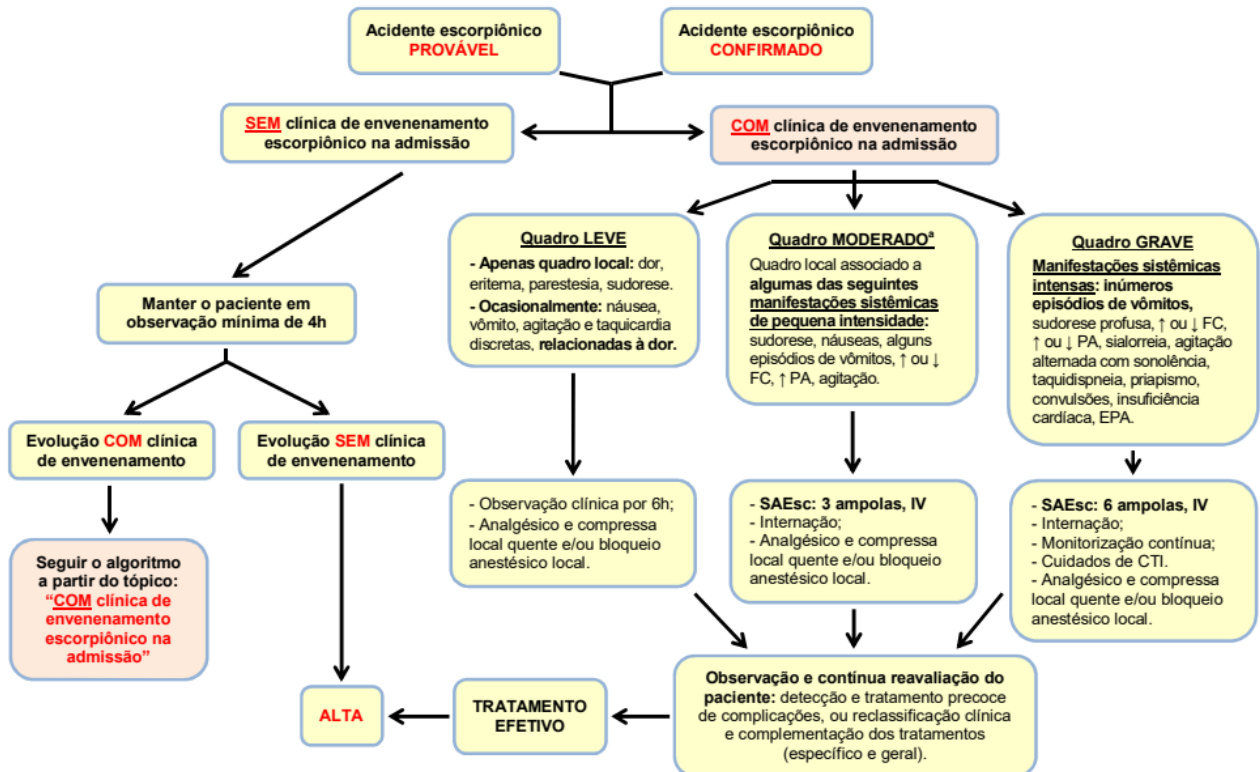 Acidente escorpiônico
PROVÁVEL
Acidente escorpiônico
CONFIRMADO
SEM clínica de envenenamento
escorpiônico na admissão
COM clínica de envenenamento
escorpiônico na admissão
Manter o paciente em
observação mínima de 4h
Evolução COM clínica
de envenenamento
Evolução SEM clínica
de envenenamento
Seguir o algoritmo
a partir do tópico:
“COM clínica de
envenenamento
escorpiônico na
admissão”
Quadro LEVE
- Apenas quadro local: dor,
eritema, parestesia, sudorese.
- Ocasionalmente: náusea,
vômito, agitação e taquicardia
discretas, relacionadas à dor.
Quadro MODERADOª
Quadro local associado a
algumas das seguintes
manifestações sistêmicas
de pequena intensidade:
sudorese, náuseas, alguns
episódios de vômitos, ↑ ou ↓
FC, ↑ PA, agitação.
Quadro GRAVE
Manifestações sistêmicas
intensas: inúmeros
episódios de vômitos,
sudorese profusa, ↑ ou ↓ FC,
↑ ou ↓ PA, sialorreia, agitação
alternada com sonolência,
taquidispneia, priapismo,
convulsões, insuficiência
cardíaca, EPA.
- Observação clínica por 6h;
- Analgésico e compressa
local quente e/ou bloqueio
anestésico local.
- SAEsc: 3 ampolas, IV
- Internação;
- Analgésico e compressa
local quente e/ou bloqueio
anestésico local.
- SAEsc: 6 ampolas, IV
- Internação;
- Monitorização contínua;
- Cuidados de CTI.
- Analgésico e compressa
local quente e/ou bloqueio
anestésico local.
Observação e contínua reavaliação do
paciente: detecção e tratamento precoce
de complicações, ou reclassificação clínica
e complementação dos tratamentos
(específico e geral).
TRATAMENTO
EFETIVO
ALTA